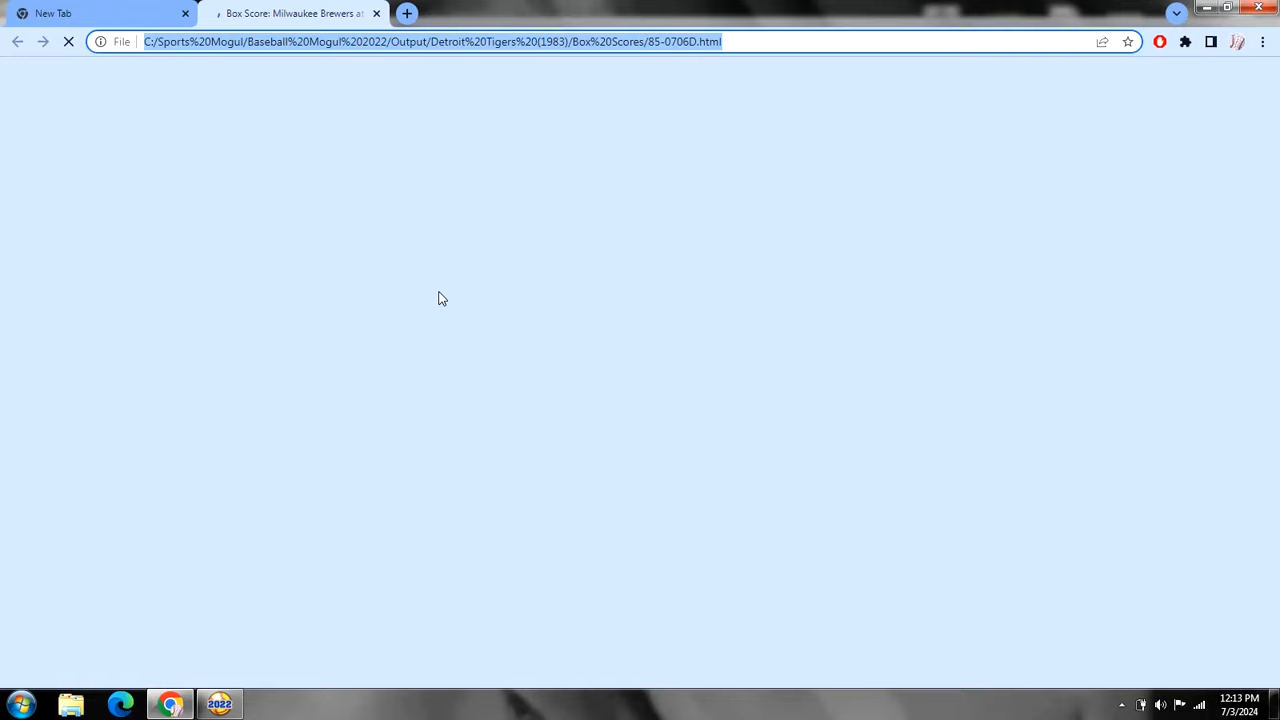 New Tab
Box Score: Milwaukee Brewers at
File
C:/Sports%20Mogul/Baseball%20Mogul%202022/Output/Detroit%20Tigers%20(1983)/Box%20Scores/85-0706D.html
2022
12:13 PM
7/3/2024